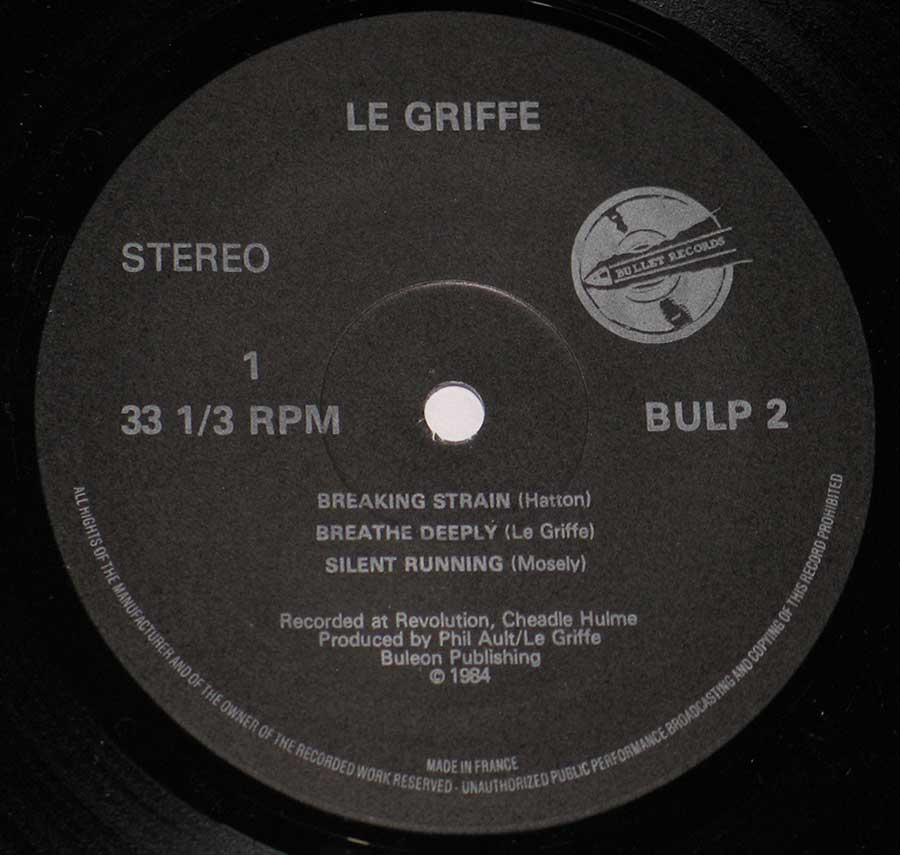 LE GRIFFE
STEREO
BULLET RECORDS
1
33 1/3 RPM
BULP 2
BREAKING STRAIN (Hatton)
BREATHE DEEPLY (Le Griffe)
SILENT RUNNING (Mosely)
Recorded at Revolution, Cheadle Hulme
Produced by Phil Ault/Le Griffe
Buleon Publishing
© 1984
MADE IN FRANCE
ALL RIGHTS OF THE MANUFACTURER AND OF THE OWNER OF THE RECORDED WORK RESERVED - UNAUTHORIZED PUBLIC PERFORMANCE BROADCASTING AND COPYING OF THIS RECORD PROHIBITED